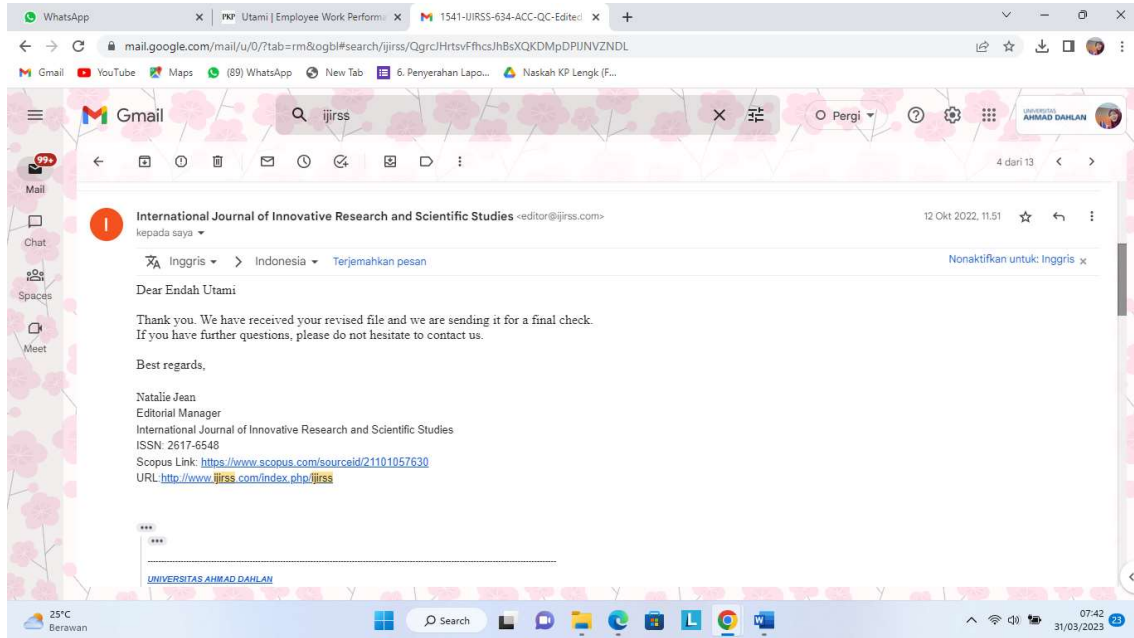 WhatsApp
PKP Utami | Employee Work Performa
1541-IJIRSS-634-ACC-QC-Edited
mail.google.com/mail/u/0/?tab=rm&ogbl#search/ijirss/QgrcJHrtsvFfhcsJhBsXQKDMpDPlJNVZNDL
Gmail
YouTube
Maps
(89) WhatsApp
New Tab
6. Penyerahan Lapo...
Naskah KP Lengk (F...
Gmail
ijirss
Pergi
UNIVERSITAS
AHMAD DAHLAN
99+
Mail
Chat
Spaces
Meet
4 dari 13
I
International Journal of Innovative Research and Scientific Studies <editor@ijirss.com>
12 Okt 2022, 11.51
kepada saya
Inggris
Indonesia
Terjemahkan pesan
Nonaktifkan untuk: Inggris
Dear Endah Utami
Thank you. We have received your revised file and we are sending it for a final check.
If you have further questions, please do not hesitate to contact us.
Best regards,
Natalie Jean
Editorial Manager
International Journal of Innovative Research and Scientific Studies
ISSN: 2617-6548
Scopus Link: https://www.scopus.com/sourceid/21101057630
URL:http://www.ijirss.com/index.php/ijirss
UNIVERSITAS AHMAD DAHLAN
25°C
Berawan
Search
07:42
31/03/2023
23